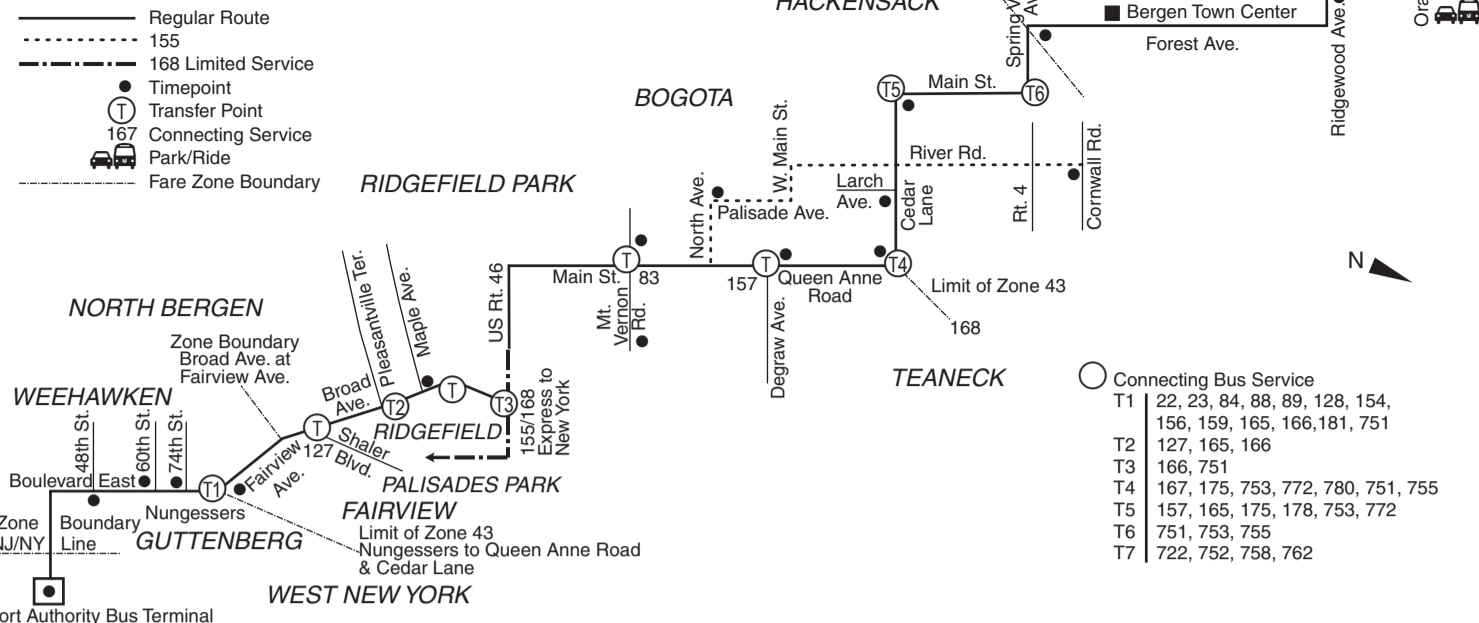 Regular Route
155
168 Limited Service
Timepoint
T Transfer Point
167 Connecting Service
Park/Ride
Fare Zone Boundary
HACKENSACK
Bergen Town Center
Forest Ave.
Ridgewood Ave.
T5
Main St.
T6
BOGOTA
W. Main St.
River Rd.
Cornwall Rd.
Rt. 4
RIDGEFIELD PARK
North Ave.
Palisade Ave.
Larch
Ave.
Cedar
Lane
Pleasantville Ter.
Maple Ave.
US Rt. 46
Main St.
T
83
Mt.
Vernon
Rd.
T
157
Degraw Ave.
Queen Anne
Road
T4
Limit of Zone 43
168
N
NORTH BERGEN
Zone Boundary
Broad Ave. at
Fairview Ave.
WEEHAWKEN
48th St.
60th St.
74th St.
Boulevard East
T1
Nungessers
Fairview
Ave.
T
127
Shaler
Blvd.
Broad
Ave.
T2
T
T3
RIDGEFIELD
155/168
Express to
New York
PALISADES PARK
FAIRVIEW
Limit of Zone 43
Nungessers to Queen Anne Road
& Cedar Lane
GUTTENBERG
WEST NEW YORK
Zone
Boundary
NJ/NY
Line
ort Authority Bus Terminal
TEANECK
Connecting Bus Service
T1 22, 23, 84, 88, 89, 128, 154,
156, 159, 165, 166,181, 751
T2 127, 165, 166
T3 166, 751
T4 167, 175, 753, 772, 780, 751, 755
T5 157, 165, 175, 178, 753, 772
T6 751, 753, 755
T7 722, 752, 758, 762